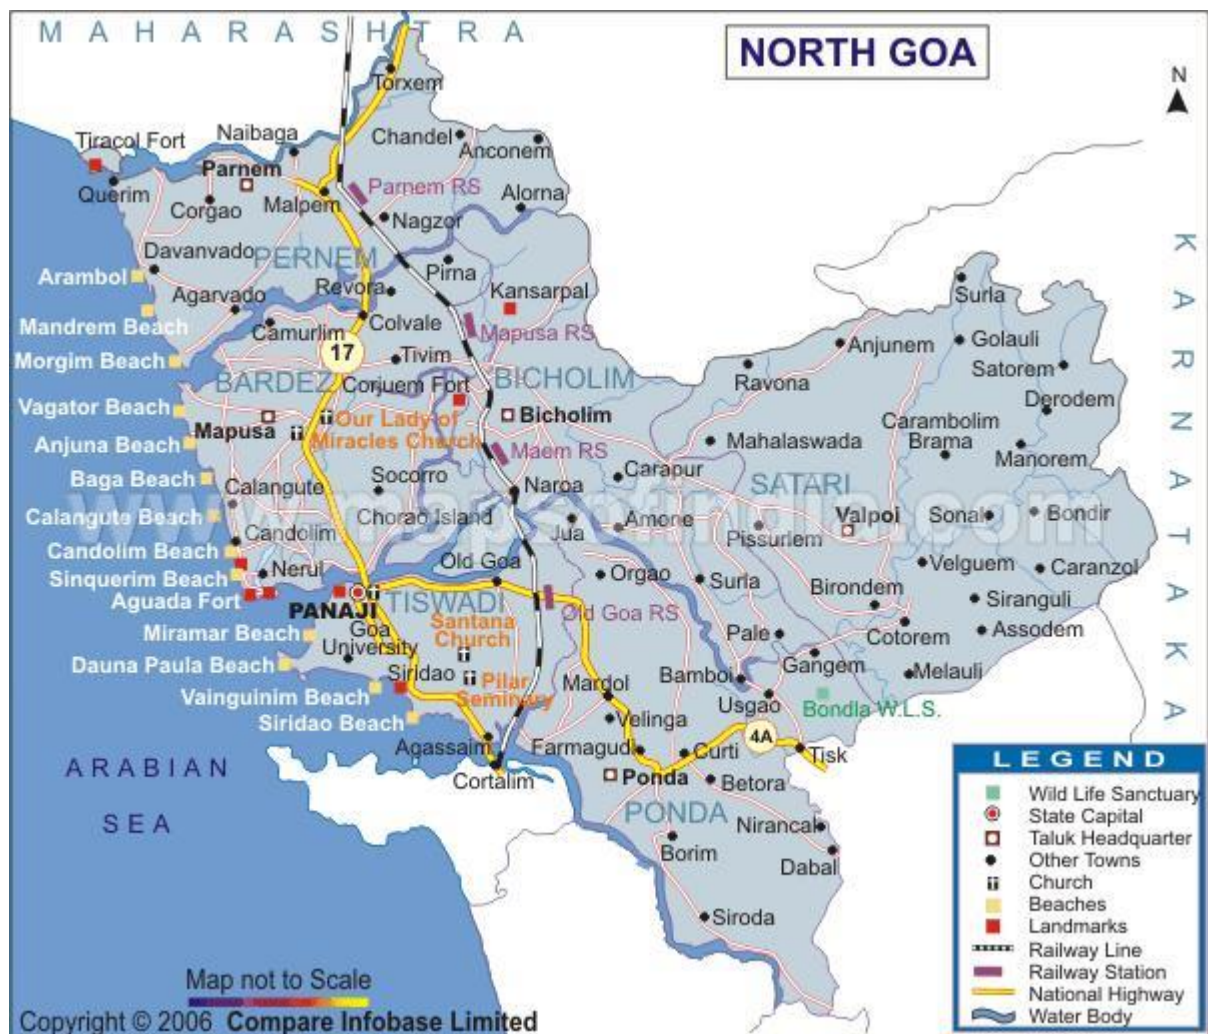 MAHARASHTRA
NORTH GOA
N
Torxem
Tiracol Fort
Naibaga
Chandel
Anconem
Parnem
Parnem RS
Querim
Corgao
Malpem
Alorna
Nagzor
Davanvado
PERNEM
Pirna
Arambol
Revora
Kansarpal
Surla
Agarvado
Mandrem Beach
Camurlim
Colvale
Mapusa RS
Golauli
Anjunem
17
Morgim Beach
Tivim
Satorem
BARDEZ
Corjuem Fort
BICHOLIM
Ravona
Vagator Beach
Our Lady of
Miracies Church
Bicholim
Derodem
Carambolim
Brama
Mapusa
Anjuna Beach
Maem RS
Mahalaswada
Manorem
Baga Beach
Socorro
Carapur
Calangute
Naroa
SATARI
www.mapsofindia.com
Calangute Beach
Chorao Island
Amone
Valpoi
Sonal
Bondir
Candolim
Jua
Pissurlem
Candolim Beach
Old Goa
Velguem
Sinquerim Beach
Nerul
Orgao
Surla
Birondem
Caranzol
Aguada Fort
PANAJI
TISWADI
Old Goa RS
Siranguli
Miramar Beach
Goa
University
Santana
Church
Pale
Cotorem
Assodem
Dauna Paula Beach
Siridao
Gangem
Bamboi
Melauli
Vainguinim Beach
Pilar
Seminary
Mardol
Usgao
Bondla W.L.S.
Siridao Beach
Velinga
4A
Agassaim
Farmagudi
Curti
Tisk
Cortalim
Ponda
Betora
PONDA
Nirancal
Borim
Dabal
Siroda
KARNATAKA
ARABIAN
SEA
LEGEND
Wild Life Sanctuary
State Capital
Taluk Headquarter
Other Towns
Church
Beaches
Landmarks
Railway Line
Railway Station
National Highway
Water Body
Map not to Scale
Copyright © 2006 Compare Infobase Limited